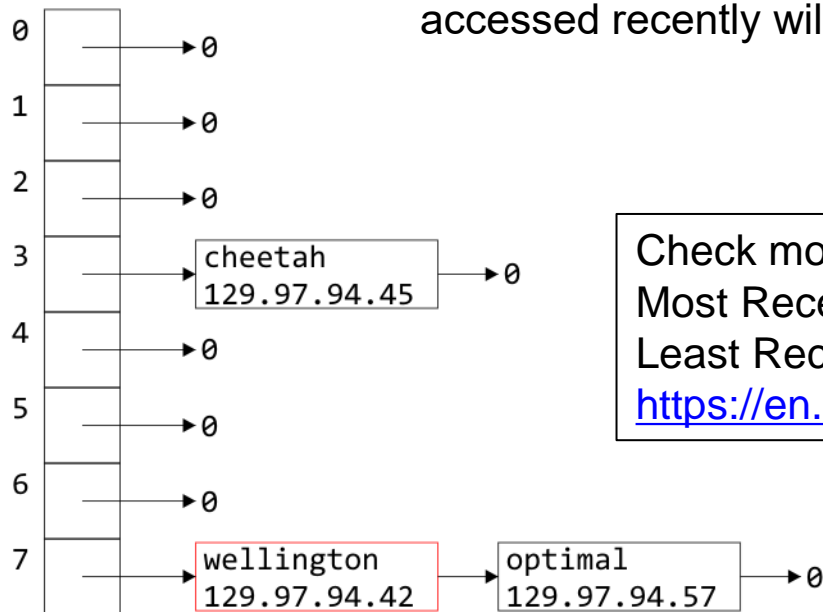 accessed recently wil
0 0
1 0
2 0
3 cheetah 0
129.97.94.45
Check mo
Most Rece
Least Rec
https://en.
4 0
5 0
6 0
7 wellington optimal 0
129.97.94.42 129.97.94.57